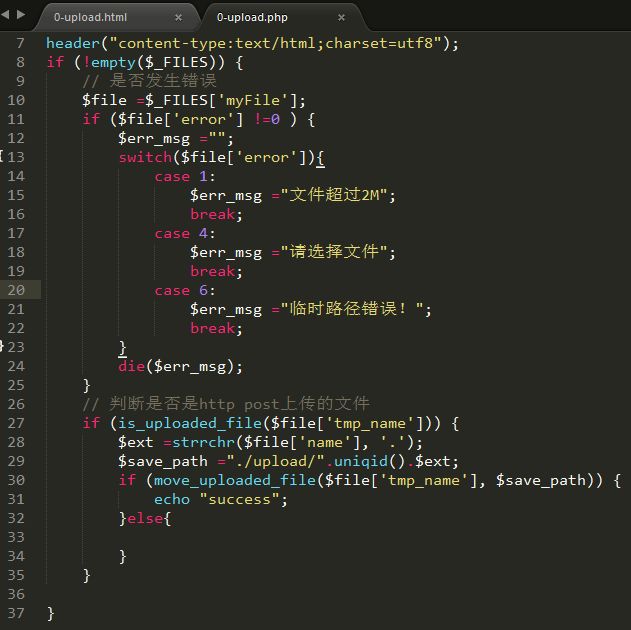 0-upload.html × 0-upload.php ×
7 header("content-type:text/html;charset=utf8");
8 if (!empty($_FILES)) {
9 // 是否发生错误
10 $file =$_FILES['myFile'];
11 if ($file['error'] !=0 ) {
12 $err_msg ="";
13 switch($file['error']){
14 case 1:
15 $err_msg ="文件超过2M";
16 break;
17 case 4:
18 $err_msg ="请选择文件";
19 break;
20 case 6:
21 $err_msg ="临时路径错误! ";
22 break;
23 }
24 die($err_msg);
25 }
26 // 判断是否是http post上传的文件
27 if (is_uploaded_file($file['tmp_name'])) {
28 $ext =strrchr($file['name'], '.');
29 $save_path ="./upload/".uniqid().$ext;
30 if (move_uploaded_file($file['tmp_name'], $save_path)) {
31 echo "success";
32 }else{
33
34 }
35 }
36
37 }